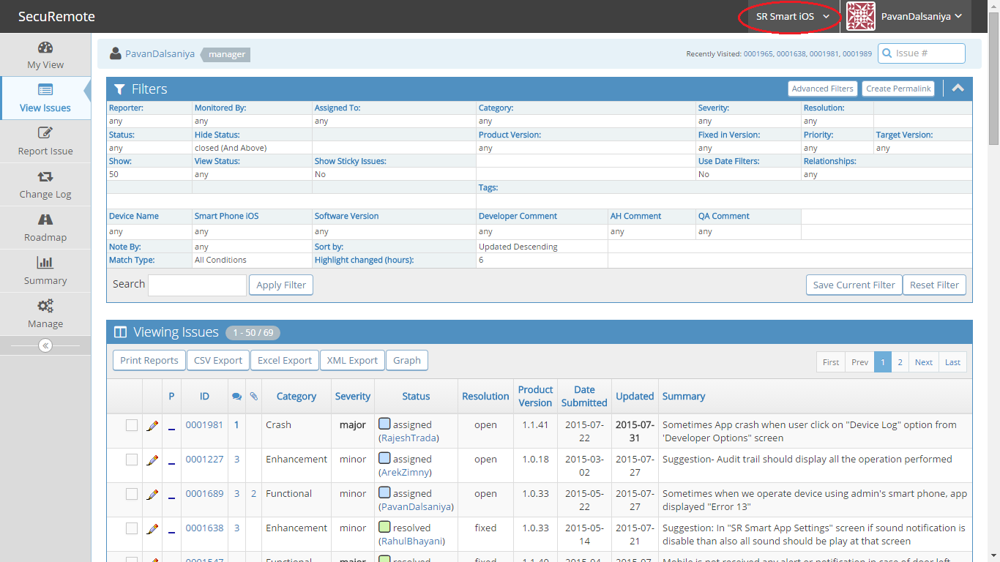 SecuRemote
SR Smart iOS
PavanDalsaniya
My View
View Issues
Report Issue
Change Log
Roadmap
Summary
Manage
PavanDalsaniya manager
Recently Visited: 0001965, 0001638, 0001981, 0001989
Issue #
Filters
Advanced Filters Create Permalink
Reporter: Monitored By: Assigned To: Category: Severity: Resolution:
any any any any any any
Status: Hide Status: Product Version: Fixed in Version: Priority: Target Version:
any closed (And Above) any any any any
Show: View Status: Show Sticky Issues: Use Date Filters: Relationships:
50 any No No any
Tags:
Device Name Smart Phone iOS Software Version Developer Comment AH Comment QA Comment
any any any any any any
Note By: any Sort by: Updated Descending
Match Type: All Conditions Highlight changed (hours): 6
Search Apply Filter Save Current Filter Reset Filter
Viewing Issues 1 - 50 / 69
Print Reports CSV Export Excel Export XML Export Graph
First Prev 1 2 Next Last
P ID Category Severity Status Resolution Product Version Date Submitted Updated Summary
0001981 1 Crash major assigned open 1.1.41 2015-07- 2015-07- Sometimes App crash when user click on "Device Log" option from
(RajeshTrada) 22 31 'Developer Options" screen
0001227 3 Enhancement minor assigned open 1.0.18 2015-03- 2015-07- Suggestion- Audit trail should display all the operation performed
(ArekZimny) 02 27
0001689 3 2 Functional minor assigned open 1.0.33 2015-05- 2015-07- Sometimes when we operate device using admin's smart phone, app
(PavanDalsaniya) 22 27 displayed "Error 13"
0001638 3 Enhancement minor resolved fixed 1.0.33 2015-05- 2015-07- Suggestion: In "SR Smart App Settings" screen if sound notification is
(RahulBhayani) 14 21 disable than also all sound should be play at that screen
0001547 Functional major resolved fixed 1.1.40 2015-04- 2015-07- Mobile is not received any alert or notification in case of door left